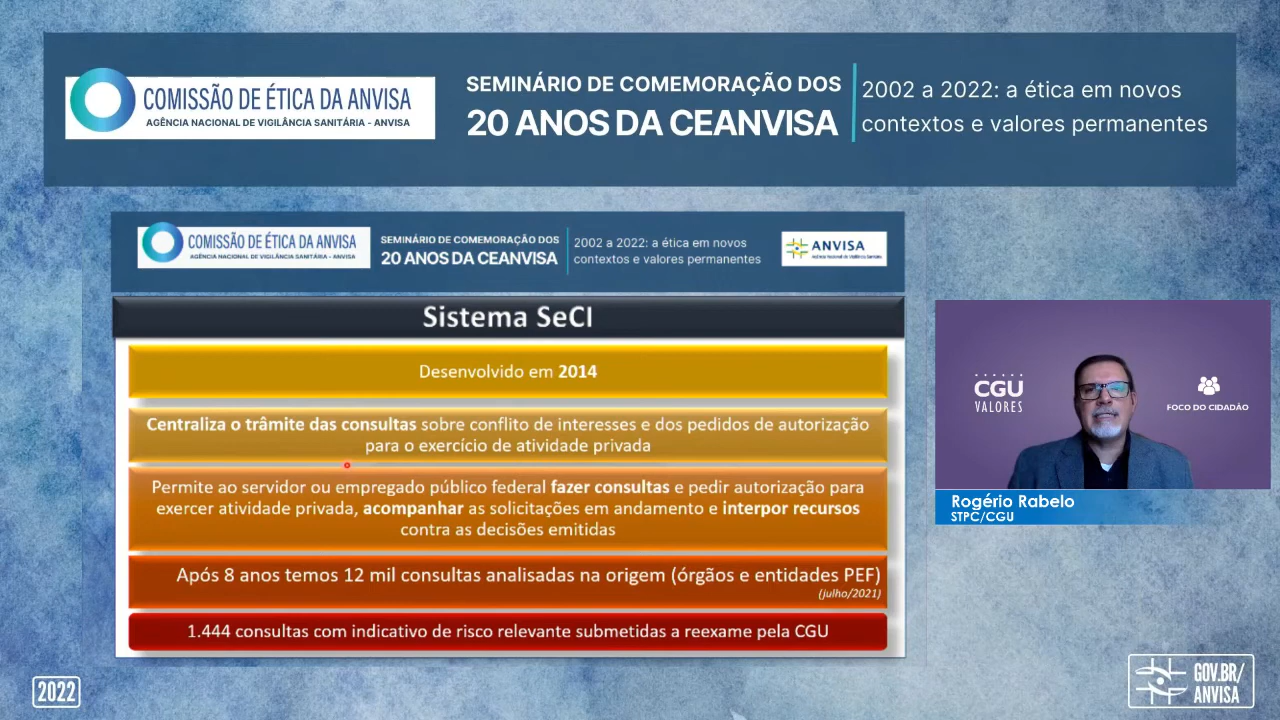 COMISSÃO DE ÉTICA DA ANVISA
AGÊNCIA NACIONAL DE VIGILÂNCIA SANITÁRIA - ANVISA
SEMINÁRIO DE COMEMORAÇÃO DOS
20 ANOS DA CEANVISA
2002 a 2022: a ética em novos
contextos e valores permanentes
COMISSÃO DE ÉTICA DA ANVISA
AGÊNCIA NACIONAL DE VIGILÂNCIA SANITÁRIA - ANVISA
SEMINÁRIO DE COMEMORAÇÃO DOS
20 ANOS DA CEANVISA
2002 a 2022: a ética em novos
contextos e valores permanentes
ANVISA
Agência Nacional de Vigilância Sanitária
Sistema SeCI
Desenvolvido em 2014
Centraliza o trâmite das consultas sobre conflito de interesses e dos pedidos de autorização
para o exercício de atividade privada
Permite ao servidor ou empregado público federal fazer consultas e pedir autorização para
exercer atividade privada, acompanhar as solicitações em andamento e interpor recursos
contra as decisões emitidas
Após 8 anos temos 12 mil consultas analisadas na origem (órgãos e entidades PEF)
(julho/2021)
1.444 consultas com indicativo de risco relevante submetidas a reexame pela CGU
CGU
VALORES
FOCO DO CIDADÃO
Rogério Rabelo
STPC/CGU
2022
GOV.BR/
ANVISA